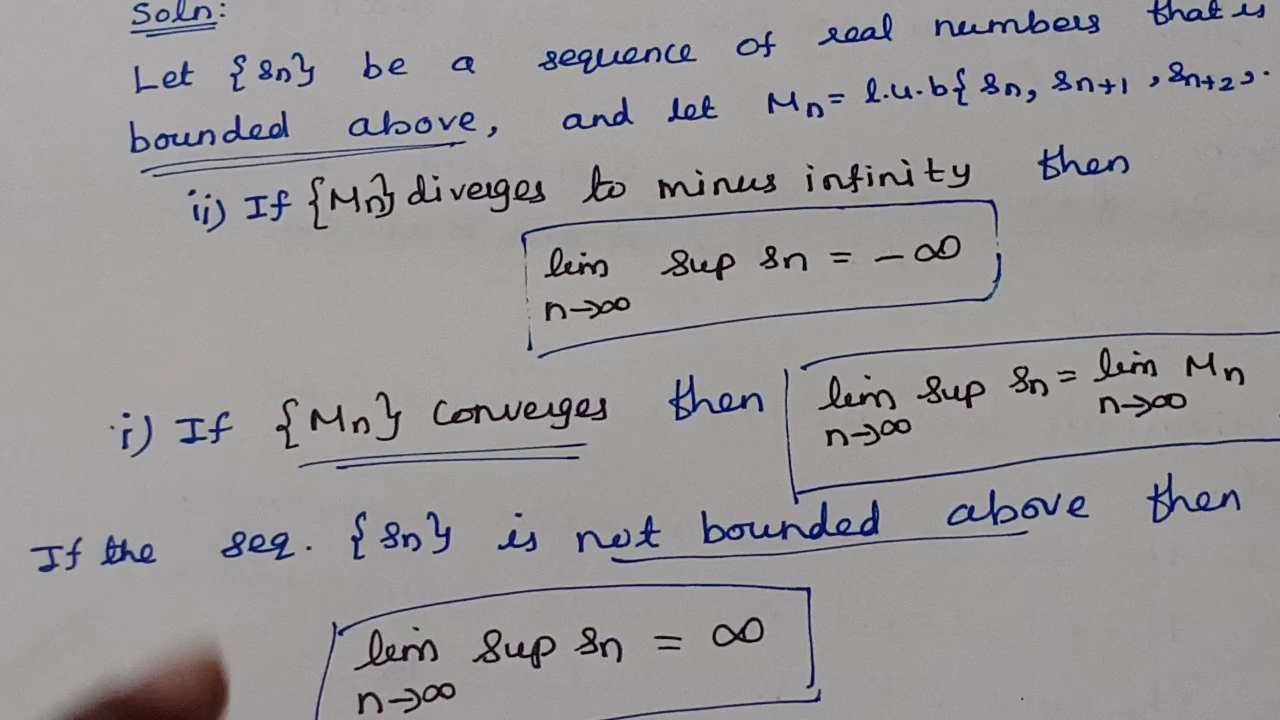 Soln:
Let {sn} be a sequence of real numbers that is
bounded above, and let Mn = l.u.b{ sn, sn+1, sn+2, .
ii) If {Mn} diverges to minus infinity then
lim sup sn = - ∞
n→∞
i) If {Mn} converges then
lim sup sn = lim Mn
n→∞ n→∞
If the seq. {sn} is not bounded above then
lim sup sn = ∞
n→∞